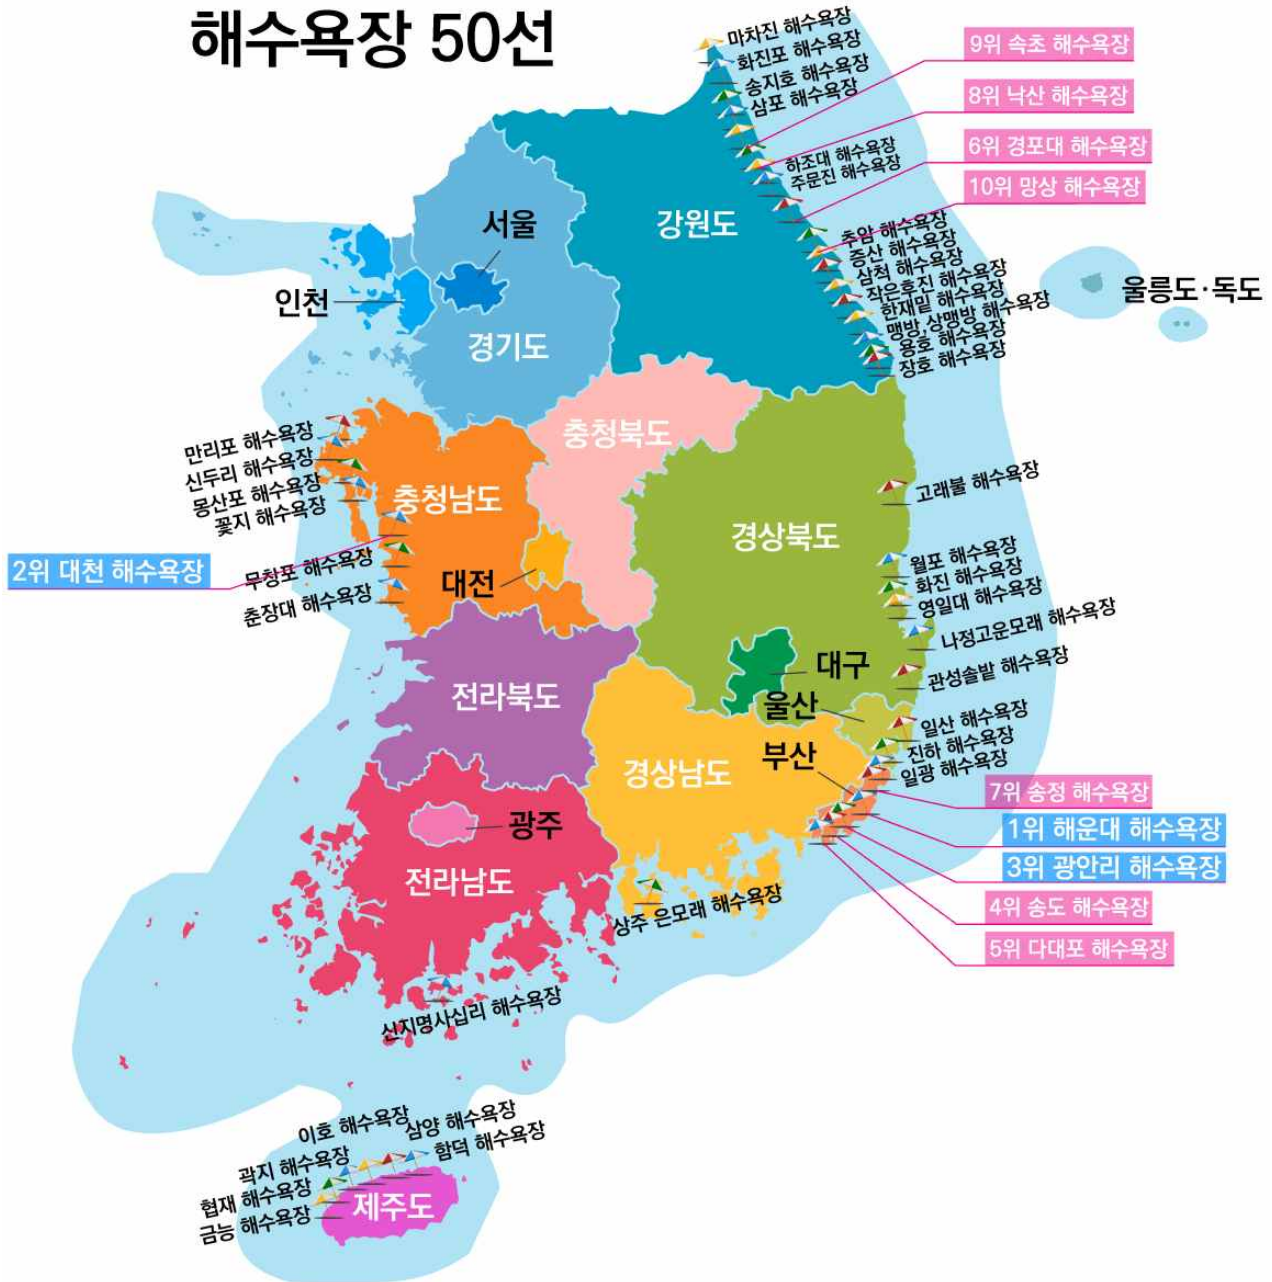 해수욕장 50선
마차진 해수욕장
화진포 해수욕장
송지호 해수욕장
삼포 해수욕장
9위 속초 해수욕장
8위 낙산 해수욕장
하조대 해수욕장
주문진 해수욕장
6위 경포대 해수욕장
10위 망상 해수욕장
추암 해수욕장
증산 해수욕장
삼척 해수욕장
작은후진 해수욕장
한재밑 해수욕장
맹방,상맹방 해수욕장
용호 해수욕장
장호 해수욕장
울릉도·독도
서울
강원도
인천
경기도
충청북도
만리포 해수욕장
신두리 해수욕장
몽산포 해수욕장
꽃지 해수욕장
충청남도
2위 대천 해수욕장
무창포 해수욕장
춘장대 해수욕장
대전
경상북도
고래불 해수욕장
월포 해수욕장
화진 해수욕장
영일대 해수욕장
나정고운모래 해수욕장
관성솔밭 해수욕장
대구
울산
전라북도
경상남도
부산
일산 해수욕장
진하 해수욕장
일광 해수욕장
7위 송정 해수욕장
1위 해운대 해수욕장
3위 광안리 해수욕장
4위 송도 해수욕장
5위 다대포 해수욕장
광주
전라남도
상주 은모래 해수욕장
신지명사십리 해수욕장
이호 해수욕장
삼양 해수욕장
함덕 해수욕장
곽지 해수욕장
협재 해수욕장
금능 해수욕장
제주도